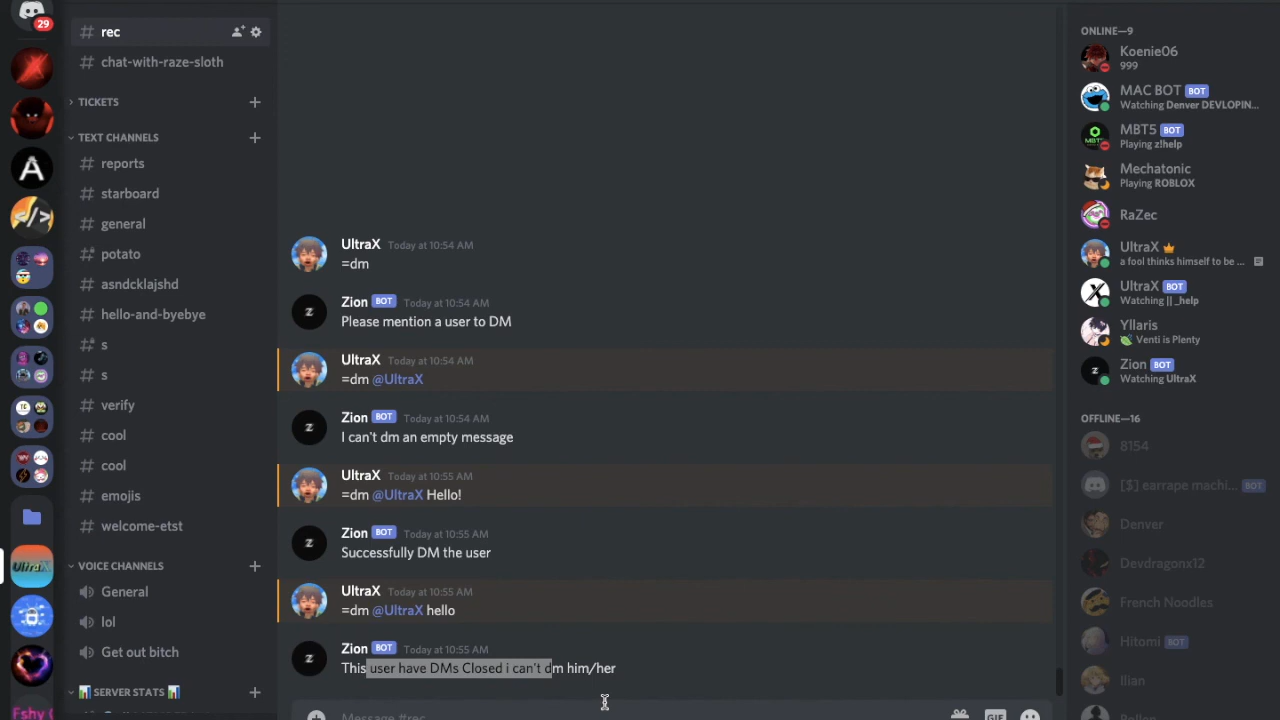 29
rec
chat-with-raze-sloth
TICKETS
TEXT CHANNELS
reports
starboard
general
potato
asndcklajshd
hello-and-byebye
s
s
verify
cool
cool
emojis
welcome-etst
VOICE CHANNELS
General
lol
Get out bitch
SERVER STATS
UltraX
Fshy
UltraX Today at 10:54 AM
=dm
Zion BOT Today at 10:54 AM
Please mention a user to DM
UltraX Today at 10:54 AM
=dm @UltraX
Zion BOT Today at 10:54 AM
I can't dm an empty message
UltraX Today at 10:55 AM
=dm @UltraX Hello!
Zion BOT Today at 10:55 AM
Successfully DM the user
UltraX Today at 10:55 AM
=dm @UltraX hello
Zion BOT Today at 10:55 AM
This user have DMs Closed i can't dm him/her
Message #rec
GIF
ONLINE—9
Koenie06
999
MAC BOT BOT
Watching Denver DEVLOPIN...
MBT5 BOT
Playing z!help
Mechatonic
Playing ROBLOX
RaZec
UltraX
a fool thinks himself to be ...
UltraX BOT
Watching || _help
Yllaris
Venti is Plenty
Zion BOT
Watching UltraX
OFFLINE—16
8154
[$] earrape machi... BOT
Denver
Devdragonx12
French Noodles
Hitomi BOT
Ilian